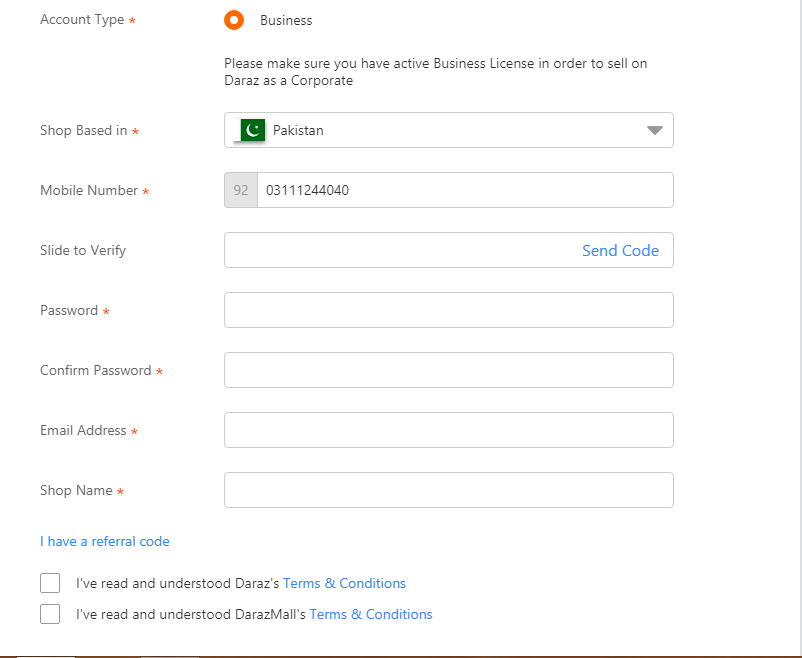 Account Type *
Business
Please make sure you have active Business License in order to sell on
Daraz as a Corporate
Shop Based in *
Pakistan
Mobile Number *
92
03111244040
Slide to Verify
Send Code
Password *
Confirm Password *
Email Address *
Shop Name *
I have a referral code
I've read and understood Daraz's Terms & Conditions
I've read and understood DarazMall's Terms & Conditions